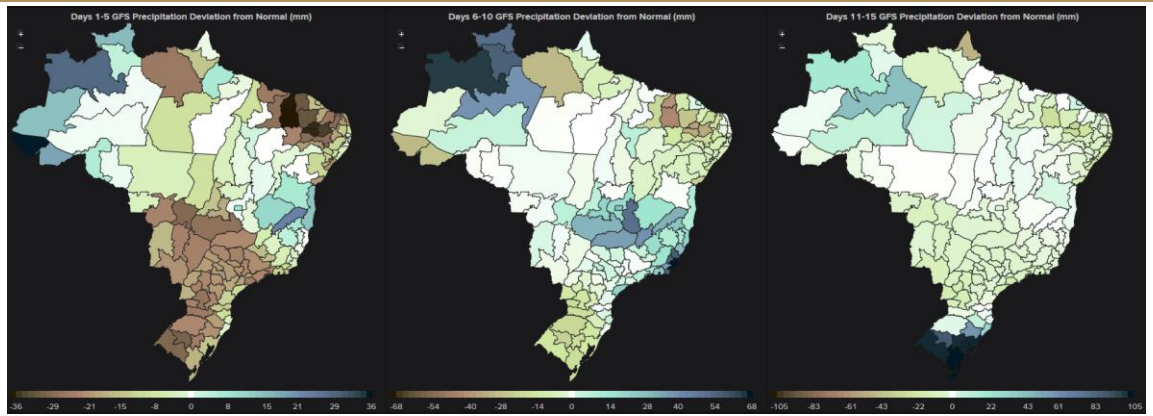 Days 1-5 GFS Precipitation Deviation from Normal (mm)
+
−
-36 -29 -21 -15 -8 0 8 15 21 29 36
Days 6-10 GFS Precipitation Deviation from Normal (mm)
+
−
-68 -54 -40 -28 -14 0 14 28 40 54 68
Days 11-15 GFS Precipitation Deviation from Normal (mm)
+
−
-105 -83 -61 -43 -22 0 22 43 61 83 105